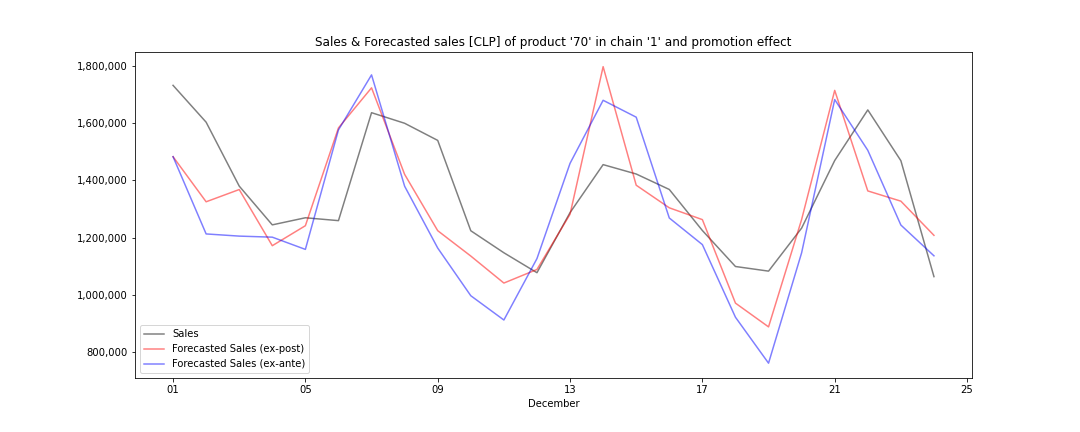 Sales & Forecasted sales [CLP] of product '70' in chain '1' and promotion effect
1,800,000
1,600,000
1,400,000
1,200,000
1,000,000
800,000
Sales
Forecasted Sales (ex-post)
Forecasted Sales (ex-ante)
01 05 09 13 17 21 25
December